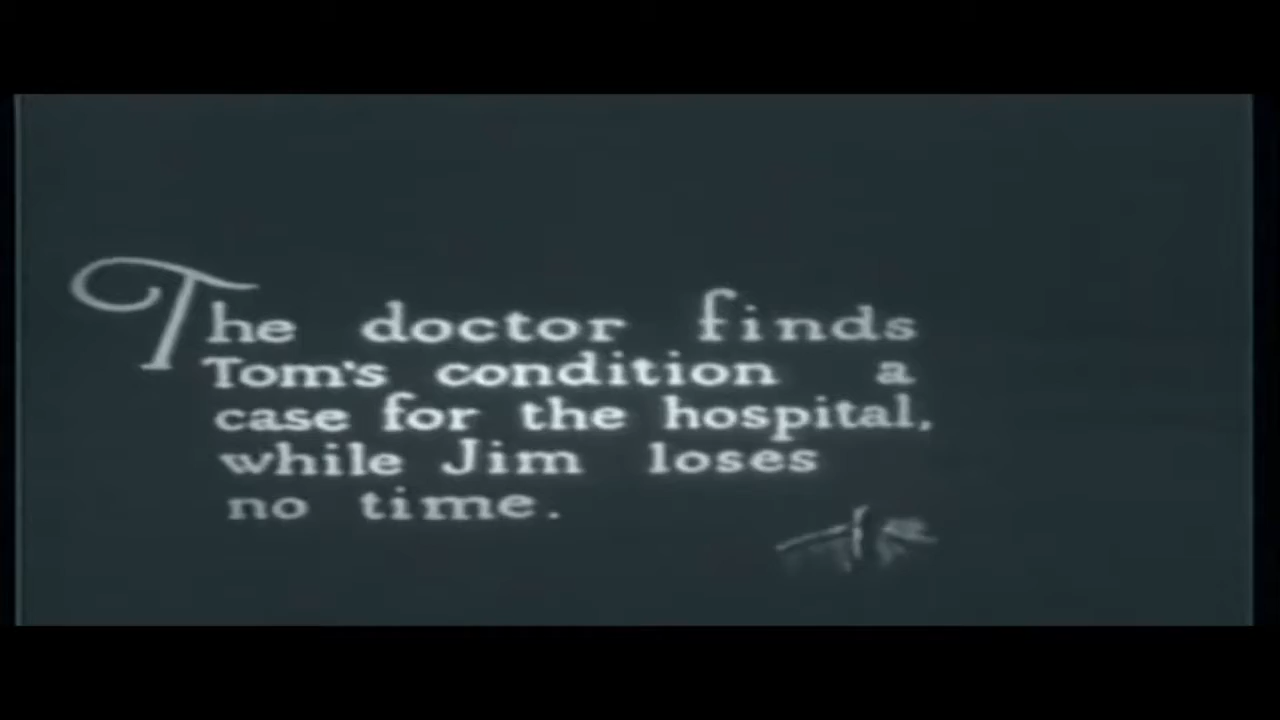 The doctor finds
Tom's condition a
case for the hospital,
while Jim loses
no time.